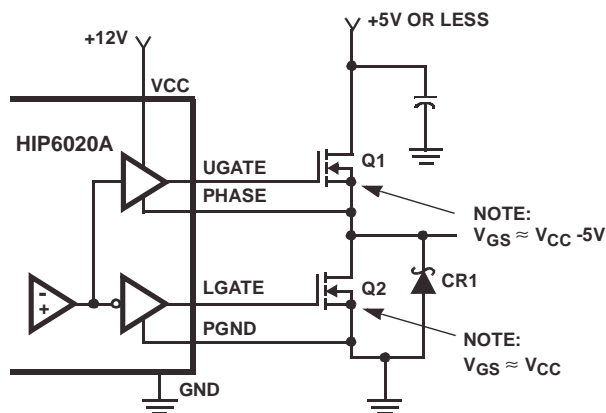 +5V OR LESS
+12V
VCC
HIP6020A
UGATE
Q1
PHASE
NOTE:
VGS ≈ VCC -5V
-
+
LGATE
Q2
CR1
PGND
NOTE:
VGS ≈ VCC
GND